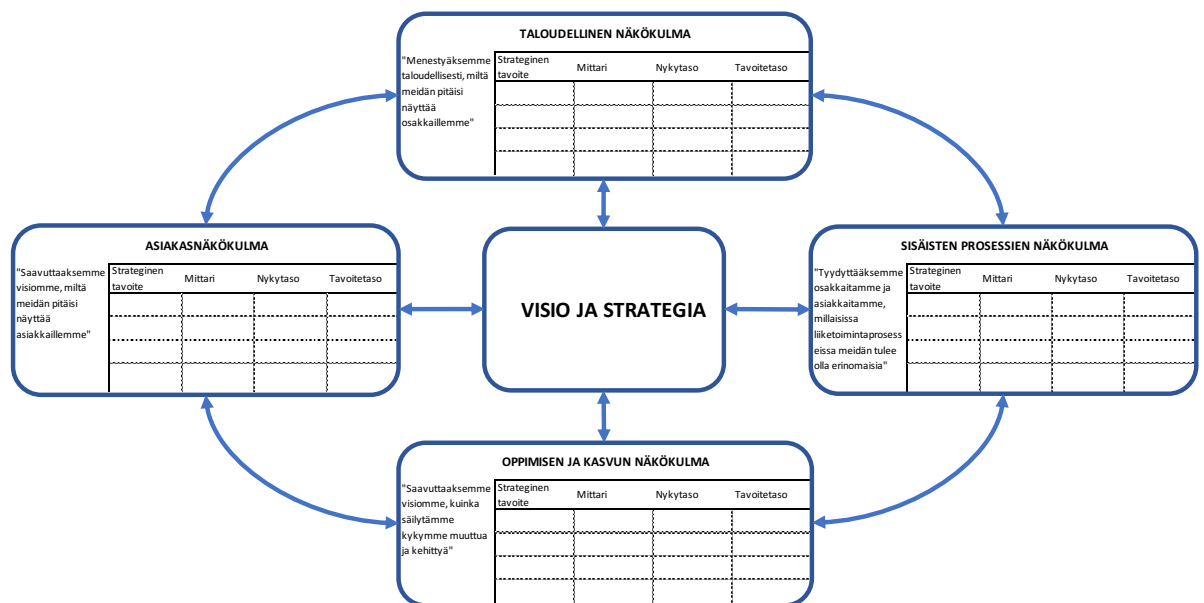 TALOUDELLINEN NÄKÖKULMA
"Menestyäksemme
taloudellisesti, miltä
meidän pitäisi
näyttää
osakkaillemme"
Strateginen
tavoite
Mittari
Nykytaso
Tavoitetaso
ASIAKASNÄKÖKULMA
"Saavuttaaksemme
visiomme, miltä
meidän pitäisi
näyttää
asiakkaillemme"
Strateginen
tavoite
Mittari
Nykytaso
Tavoitetaso
VISIO JA STRATEGIA
SISÄISTEN PROSESSIEN NÄKÖKULMA
"Tyydyttääksemme
osakkaitamme ja
asiakkaitamme,
millaisissa
liiketoimintaprosess
eissa meidän tulee
olla erinomaisia"
Strateginen
tavoite
Mittari
Nykytaso
Tavoitetaso
OPPIMISEN JA KASVUN NÄKÖKULMA
"Saavuttaaksemme
visiomme, kuinka
säilytämme
kykymme muuttua
ja kehittyä"
Strateginen
tavoite
Mittari
Nykytaso
Tavoitetaso